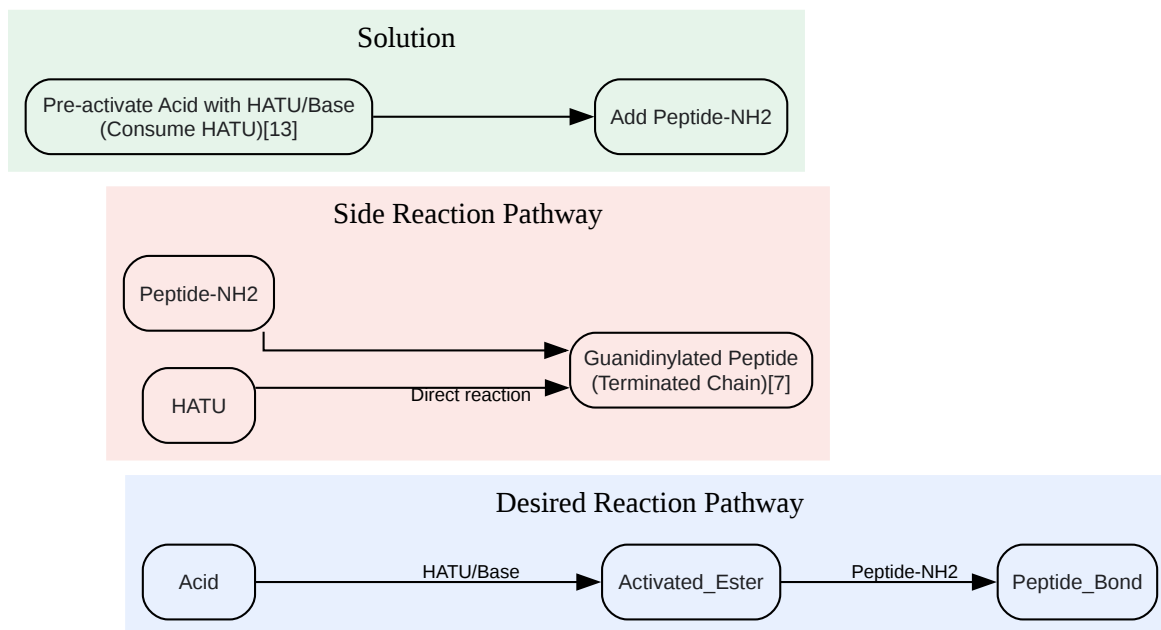 Solution
Pre-activate Acid with HATU/Base
(Consume HATU)[13]
Add Peptide-NH2
Side Reaction Pathway
Peptide-NH2
HATU
Direct reaction
Guanidinylated Peptide
(Terminated Chain)[7]
Desired Reaction Pathway
Acid
HATU/Base
Activated_Ester
Peptide-NH2
Peptide_Bond